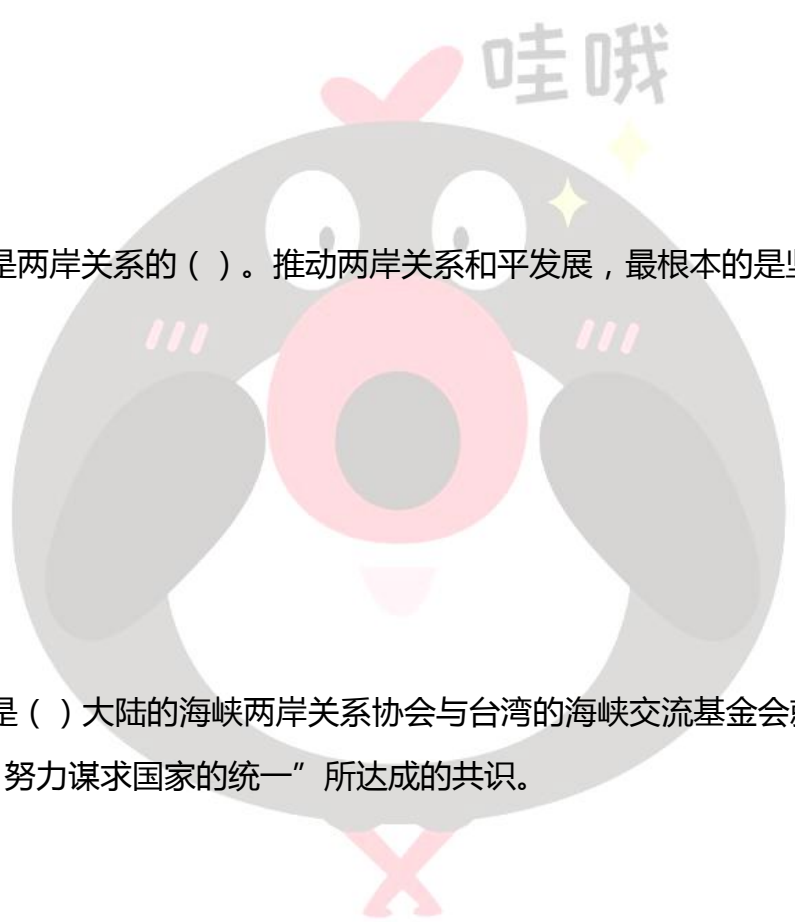 哇哦
是两岸关系的（ ）。推动两岸关系和平发展，最根本的是
是（ ）大陆的海峡两岸关系协会与台湾的海峡交流基金会
努力谋求国家的统一”所达成的共识。